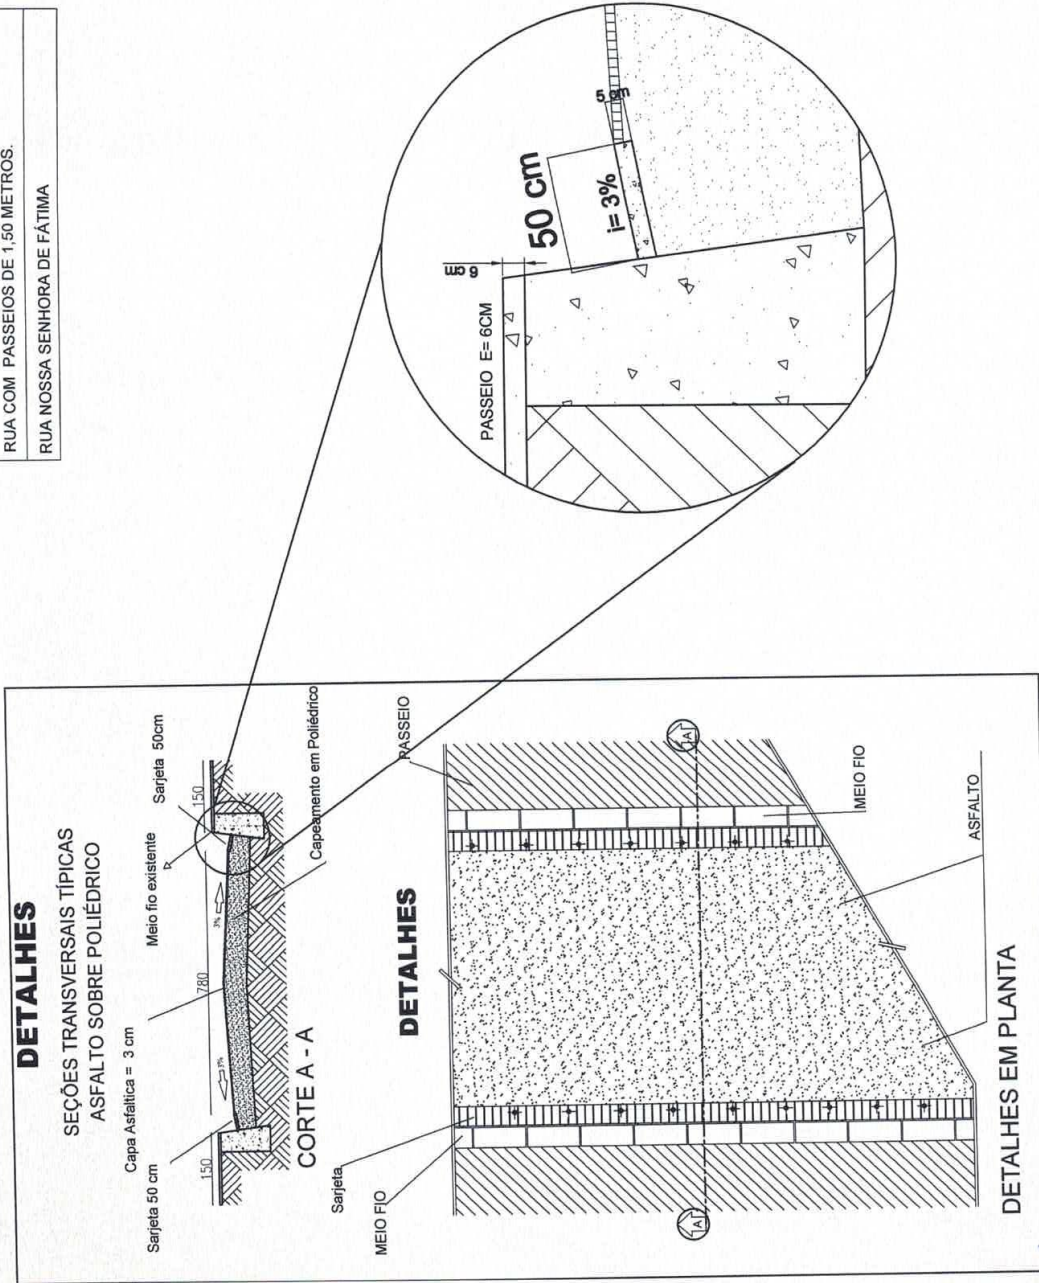 RUA COM PASSEIOS DE 1,50 METROS.
RUA NOSSA SENHORA DE FÁTIMA
DETALHES
SEÇÕES TRANSVERSAIS TÍPICAS
ASFALTO SOBRE POLIÉDRICO
Capa Asfaltica = 3 cm
Sarjeta 50 cm
Meio fio existente
Sarjeta 50cm
150
780
150
3%
3%
Capeamento em Poliédrico
CORTE A - A
PASSEIO E= 6CM
6 cm
50 cm
i= 3%
5 cm
DETALHES
Sarjeta
MEIO FIO
PASSEIO
A
A
MEIO FIO
ASFALTO
DETALHES EM PLANTA